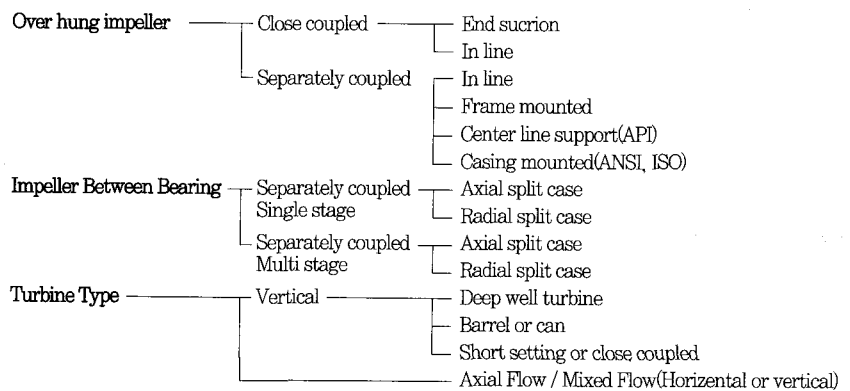 Over hung impeller Close coupled End sucrion
In line
Separately coupled In line
Frame mounted
Center line support(API)
Casing mounted(ANSI, ISO)
Impeller Between Bearing Separately coupled Axial split case
Single stage Radial split case
Separately coupled Axial split case
Multi stage Radial split case
Turbine Type Vertical Deep well turbine
Barrel or can
Short setting or close coupled
Axial Flow / Mixed Flow(Horizental or vertical)